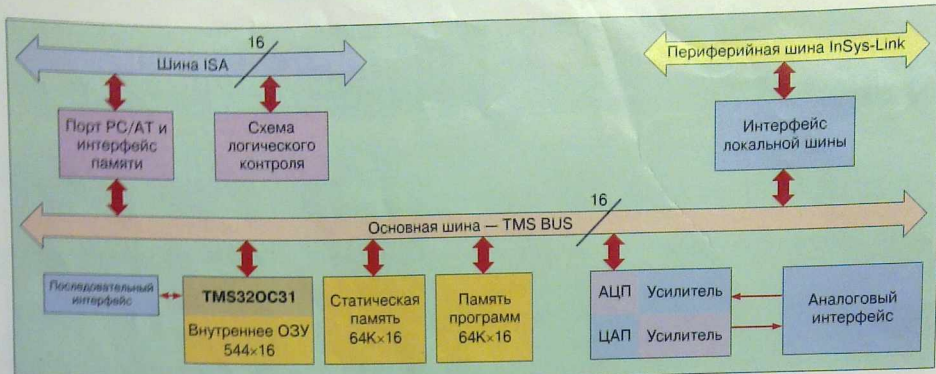 16
Шина ISA
Периферийная шина InSys-Link
Порт PC/AT и
интерфейс
памяти
Схема
логического
контроля
Интерфейс
локальной шины
16
Основная шина — TMS BUS
Последовательный
интерфейс
TMS32OC31
Внутреннее ОЗУ
544×16
Статическая
память
64K×16
Память
программ
64K×16
АЦП Усилитель
ЦАП Усилитель
Аналоговый
интерфейс